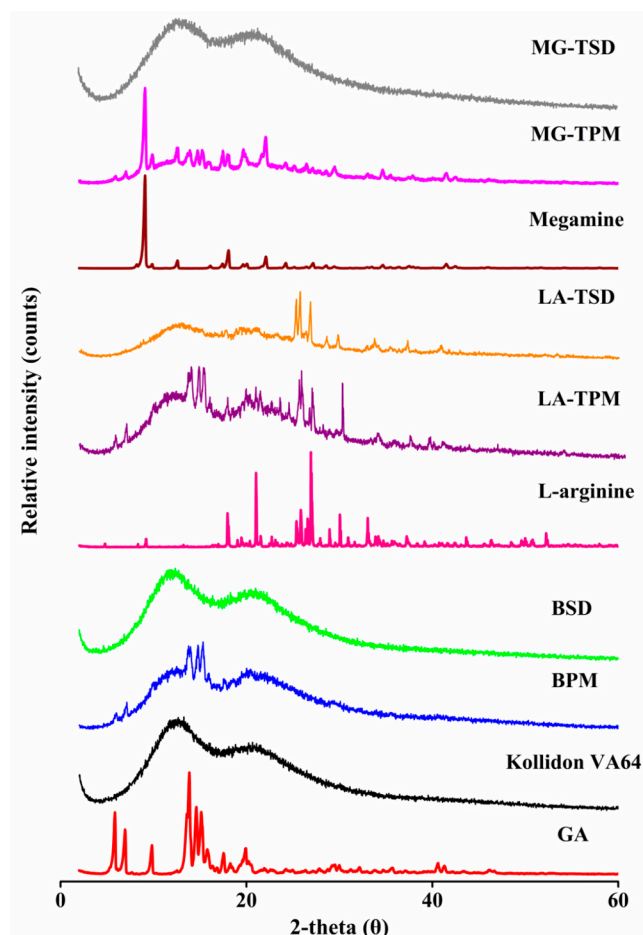 MG-TSD
MG-TPM
Megamine
LA-TSD
LA-TPM
L-arginine
BSD
BPM
Kollidon VA64
GA
Relative intensity (counts)
0 20 40 60
2-theta (θ)